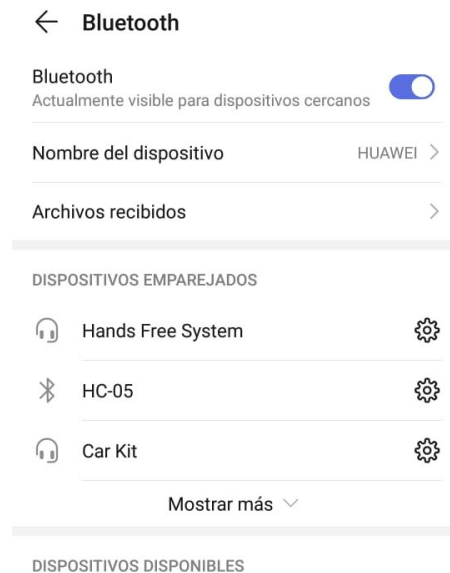 Bluetooth
Bluetooth
Actualmente visible para dispositivos cercanos
Nombre del dispositivo HUAWEI
Archivos recibidos
DISPOSITIVOS EMPAREJADOS
Hands Free System
HC-05
Car Kit
Mostrar más
DISPOSITIVOS DISPONIBLES